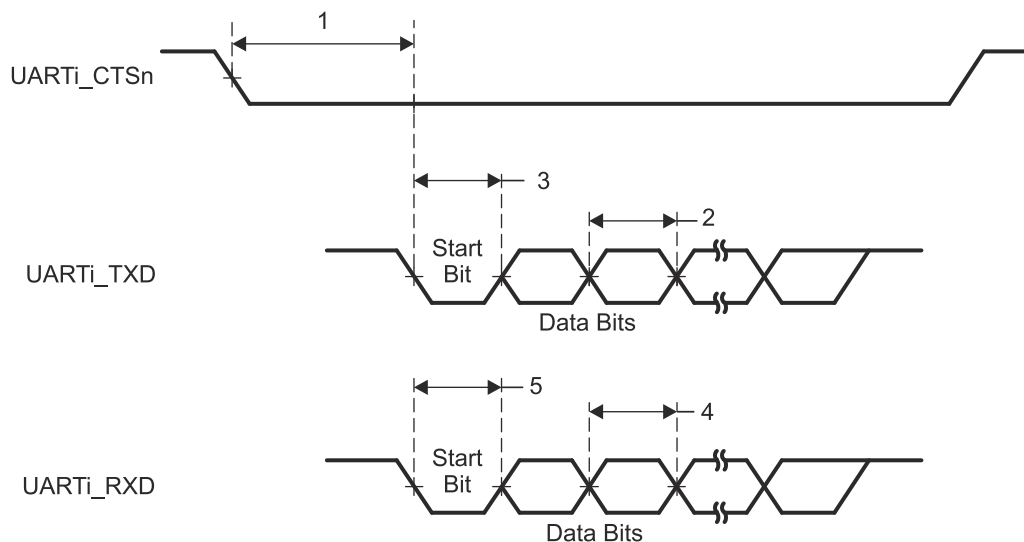 1
UARTi_CTSn
3
2
Start
Bit
UARTi_TXD
Data Bits
5
4
Start
Bit
UARTi_RXD
Data Bits